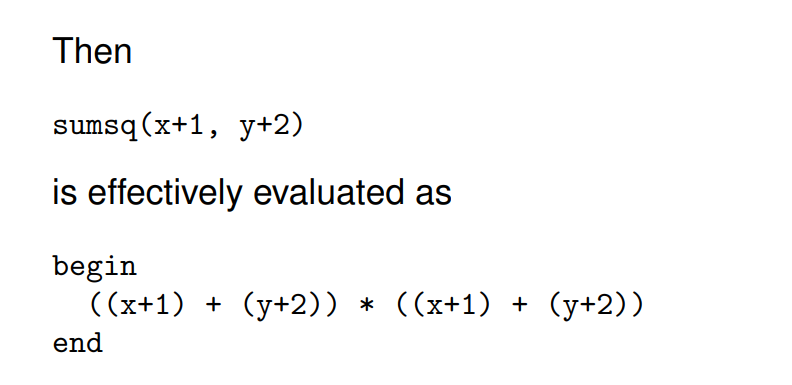 Then
sumsq(x+1, y+2)
is effectively evaluated as
begin
  ((x+1) + (y+2)) * ((x+1) + (y+2))
end